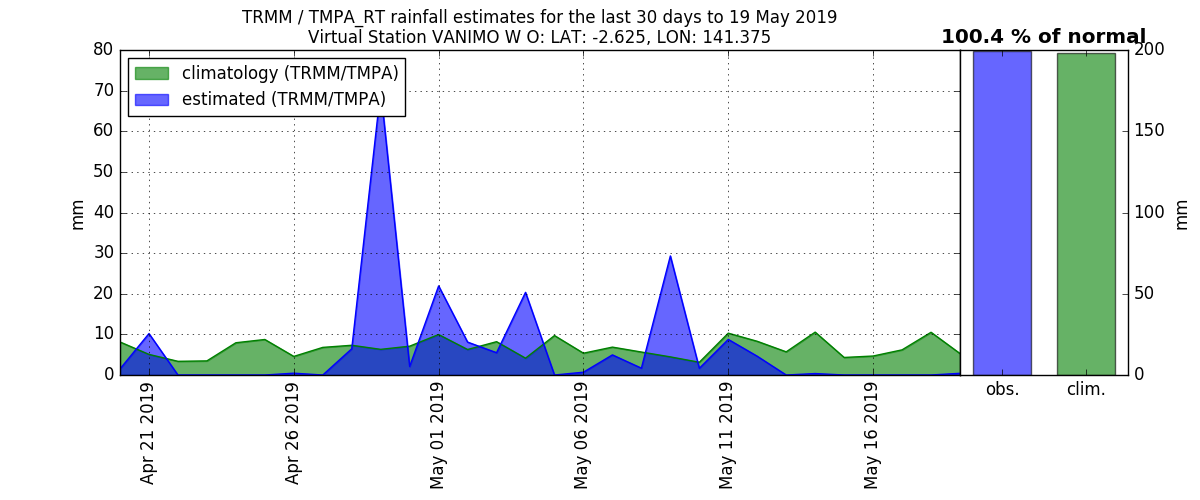 TRMM / TMPA_RT rainfall estimates for the last 30 days to 19 May 2019
Virtual Station VANIMO W O: LAT: -2.625, LON: 141.375
100.4 % of normal
climatology (TRMM/TMPA)
estimated (TRMM/TMPA)
80
70
60
50
40
30
20
10
0
mm
Apr 21 2019
Apr 26 2019
May 01 2019
May 06 2019
May 11 2019
May 16 2019
obs.
clim.
200
150
100
50
0
mm